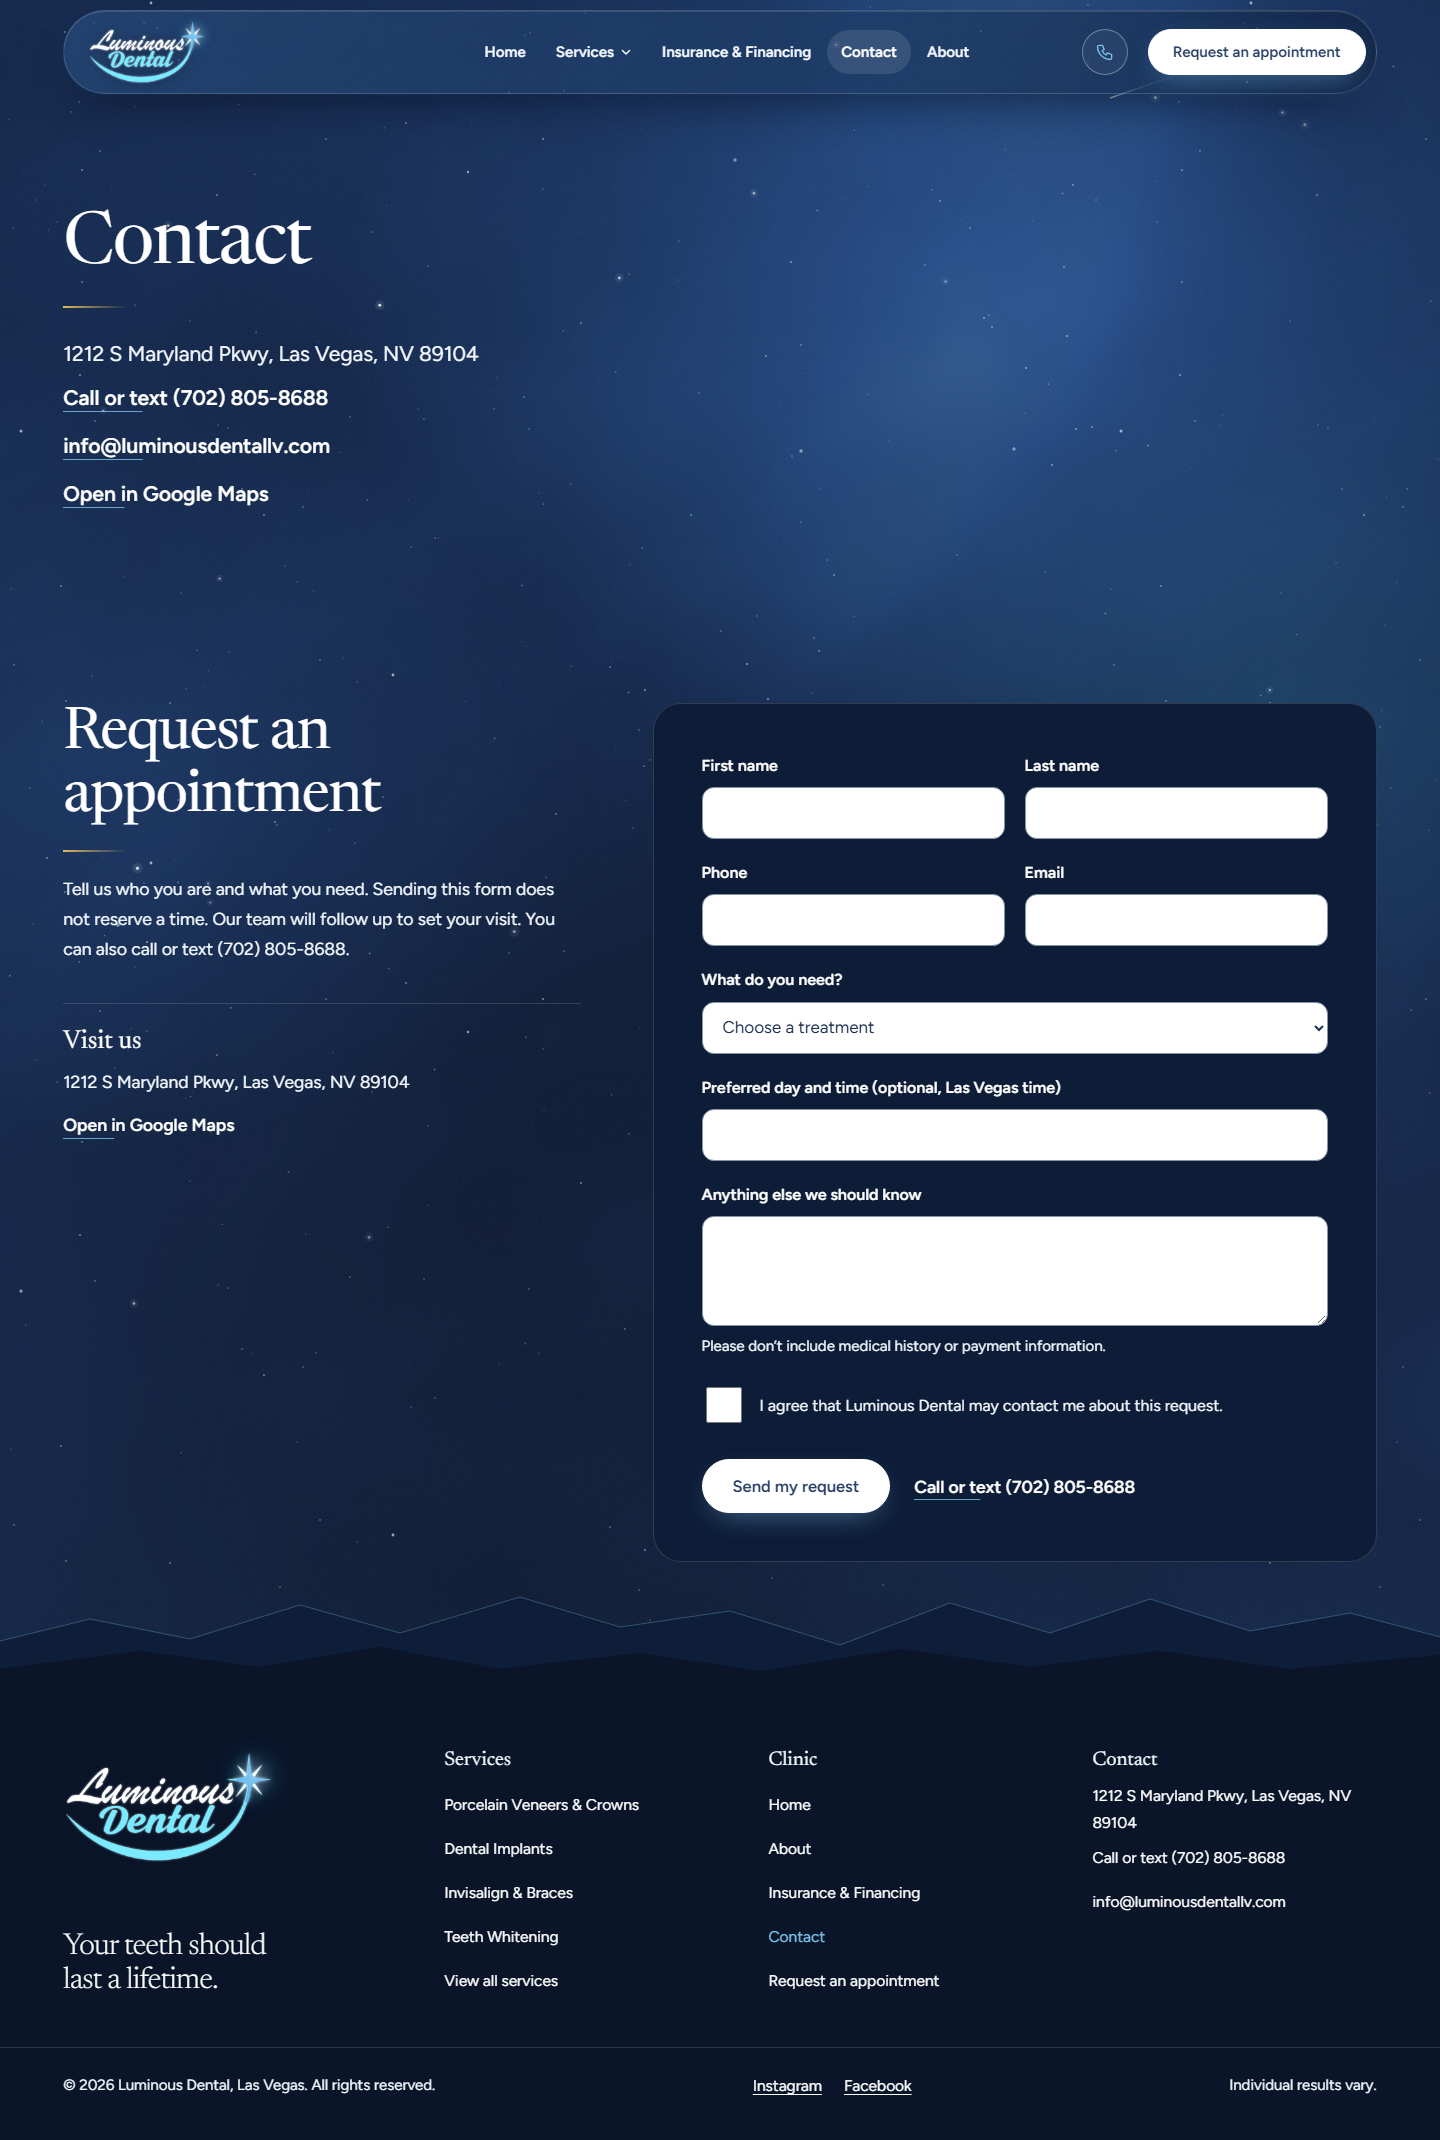 Luminous
Dental
Home
Services
Insurance & Financing
Contact
About
Request an appointment
Contact
1212 S Maryland Pkwy, Las Vegas, NV 89104
Call or text (702) 805-8688
info@luminousdentallv.com
Open in Google Maps
Request an
appointment
Tell us who you are and what you need. Sending this form does
not reserve a time. Our team will follow up to set your visit. You
can also call or text (702) 805-8688.
Visit us
1212 S Maryland Pkwy, Las Vegas, NV 89104
Open in Google Maps
First name
Last name
Phone
Email
What do you need?
Choose a treatment
Preferred day and time (optional, Las Vegas time)
Anything else we should know
Please don’t include medical history or payment information.
I agree that Luminous Dental may contact me about this request.
Send my request
Call or text (702) 805-8688
Luminous
Dental
Your teeth should
last a lifetime.
Services
Porcelain Veneers & Crowns
Dental Implants
Invisalign & Braces
Teeth Whitening
View all services
Clinic
Home
About
Insurance & Financing
Contact
Request an appointment
Contact
1212 S Maryland Pkwy, Las Vegas, NV
89104
Call or text (702) 805-8688
info@luminousdentallv.com
© 2026 Luminous Dental, Las Vegas. All rights reserved.
Instagram
Facebook
Individual results vary.